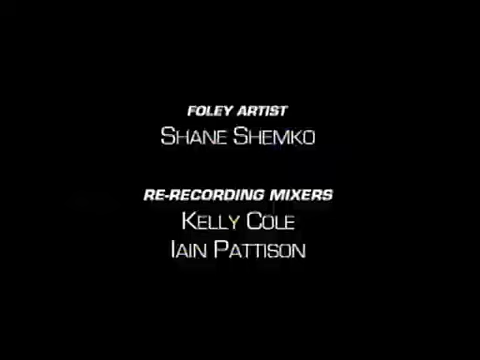 FOLEY ARTIST
SHANE SHEMKO
RE-RECORDING MIXERS
KELLY COLE
IAIN PATTISON